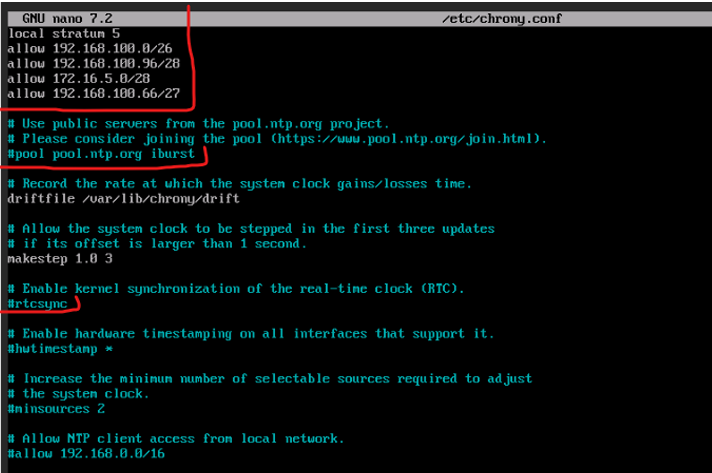 GNU nano 7.2 /etc/chrony.conf
local stratum 5
allow 192.168.100.0/26
allow 192.168.100.96/28
allow 172.16.5.0/28
allow 192.168.100.66/27
# Use public servers from the pool.ntp.org project.
# Please consider joining the pool (https://www.pool.ntp.org/join.html).
#pool pool.ntp.org iburst
# Record the rate at which the system clock gains/losses time.
driftfile /var/lib/chrony/drift
# Allow the system clock to be stepped in the first three updates
# if its offset is larger than 1 second.
makestep 1.0 3
# Enable kernel synchronization of the real-time clock (RTC).
#rtcsync
# Enable hardware timestamping on all interfaces that support it.
#hwtimestamp *
# Increase the minimum number of selectable sources required to adjust
# the system clock.
#minsources 2
# Allow NTP client access from local network.
#allow 192.168.0.0/16